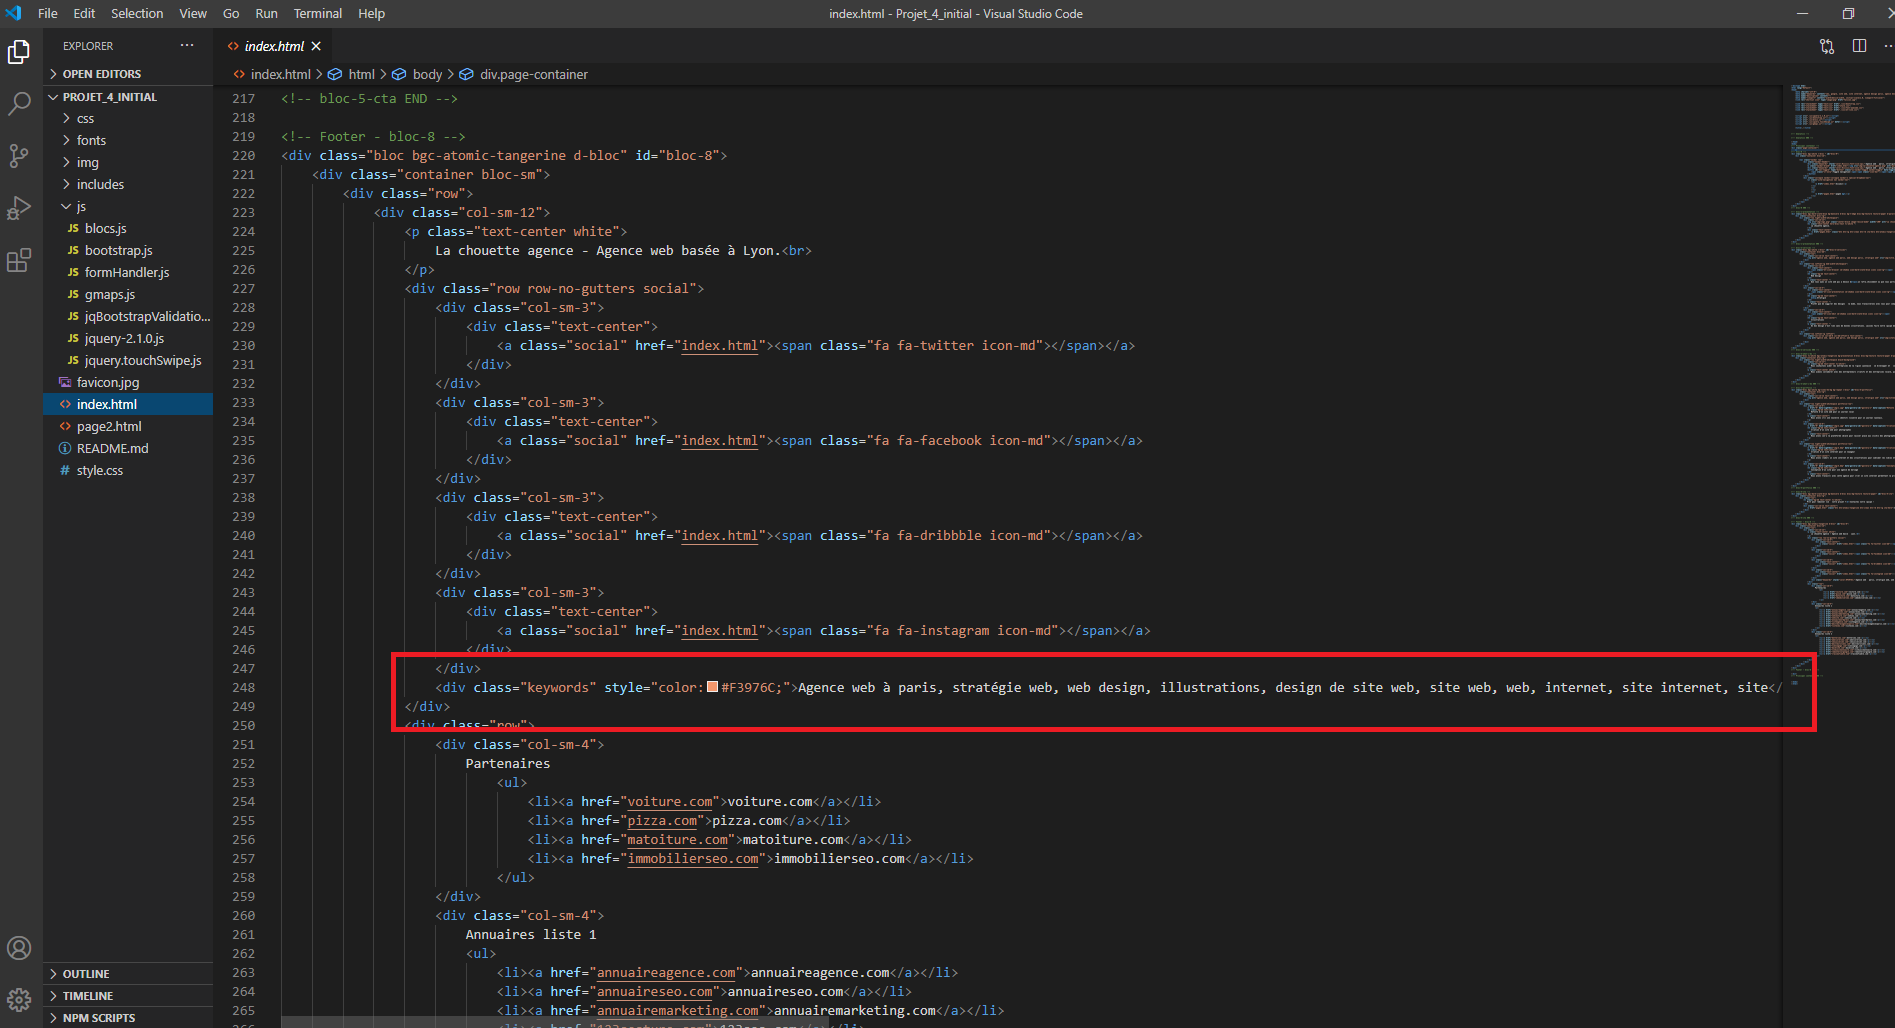 File Edit Selection View Go Run Terminal Help
index.html - Projet_4_initial - Visual Studio Code
EXPLORER
OPEN EDITORS
PROJET_4_INITIAL
css
fonts
img
includes
js
JS blocs.js
JS bootstrap.js
JS formHandler.js
JS gmaps.js
JS jqBootstrapValidatio...
JS jquery-2.1.0.js
JS jquery.touchSwipe.js
favicon.jpg
index.html
page2.html
README.md
# style.css
OUTLINE
TIMELINE
NPM SCRIPTS
index.html
index.html > html > body > div.page-container
217 <!-- bloc-5-cta END -->
218
219 <!-- Footer - bloc-8 -->
220 <div class="bloc bgc-atomic-tangerine d-bloc" id="bloc-8">
221 <div class="container bloc-sm">
222 <div class="row">
223 <div class="col-sm-12">
224 <p class="text-center white">
225 La chouette agence - Agence web basée à Lyon.<br>
226 </p>
227 <div class="row row-no-gutters social">
228 <div class="col-sm-3">
229 <div class="text-center">
230 <a class="social" href="index.html"><span class="fa fa-twitter icon-md"></span></a>
231 </div>
232 </div>
233 <div class="col-sm-3">
234 <div class="text-center">
235 <a class="social" href="index.html"><span class="fa fa-facebook icon-md"></span></a>
236 </div>
237 </div>
238 <div class="col-sm-3">
239 <div class="text-center">
240 <a class="social" href="index.html"><span class="fa fa-dribbble icon-md"></span></a>
241 </div>
242 </div>
243 <div class="col-sm-3">
244 <div class="text-center">
245 <a class="social" href="index.html"><span class="fa fa-instagram icon-md"></span></a>
246 </div>
247 </div>
248 <div class="keywords" style="color:#F3976C;">Agence web à paris, stratégie web, web design, illustrations, design de site web, site web, web, internet, site internet, site</
249 </div>
250 <div class="row">
251 <div class="col-sm-4">
252 Partenaires
253 <ul>
254 <li><a href="voiture.com">voiture.com</a></li>
255 <li><a href="pizza.com">pizza.com</a></li>
256 <li><a href="matoiture.com">matoiture.com</a></li>
257 <li><a href="immobilierseo.com">immobilierseo.com</a></li>
258 </ul>
259 </div>
260 <div class="col-sm-4">
261 Annuaires liste 1
262 <ul>
263 <li><a href="annuaireagence.com">annuaireagence.com</a></li>
264 <li><a href="annuaireseo.com">annuaireseo.com</a></li>
265 <li><a href="annuairemarketing.com">annuairemarketing.com</a></li>